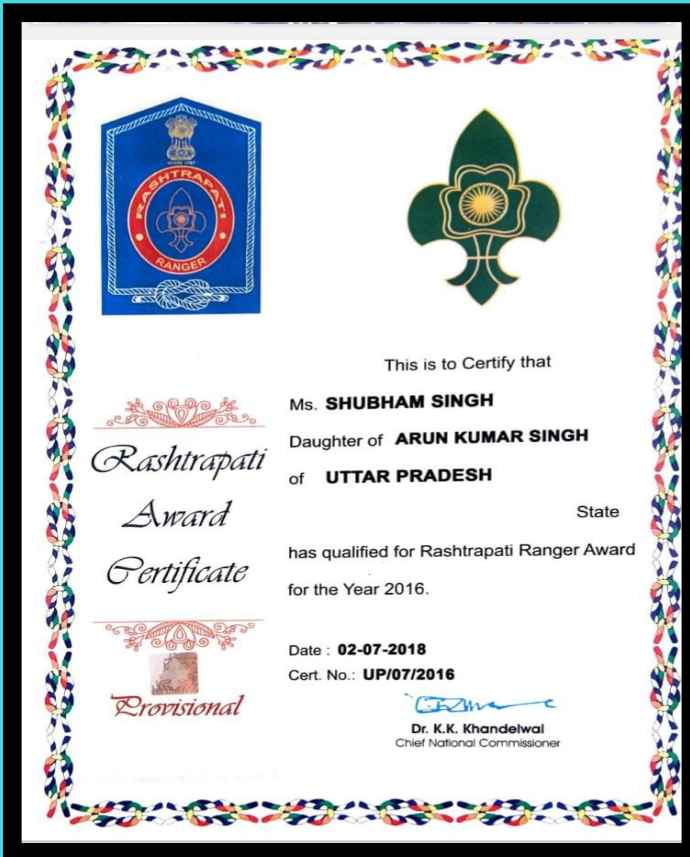 RASHTRAPATI
RANGER
This is to Certify that
Ms. SHUBHAM SINGH
Daughter of ARUN KUMAR SINGH
of UTTAR PRADESH
State
has qualified for Rashtrapati Ranger Award
for the Year 2016.
Rashtrapati
Award
Certificate
Provisional
Date : 02-07-2018
Cert. No.: UP/07/2016
Dr. K.K. Khandelwal
Chief National Commissioner